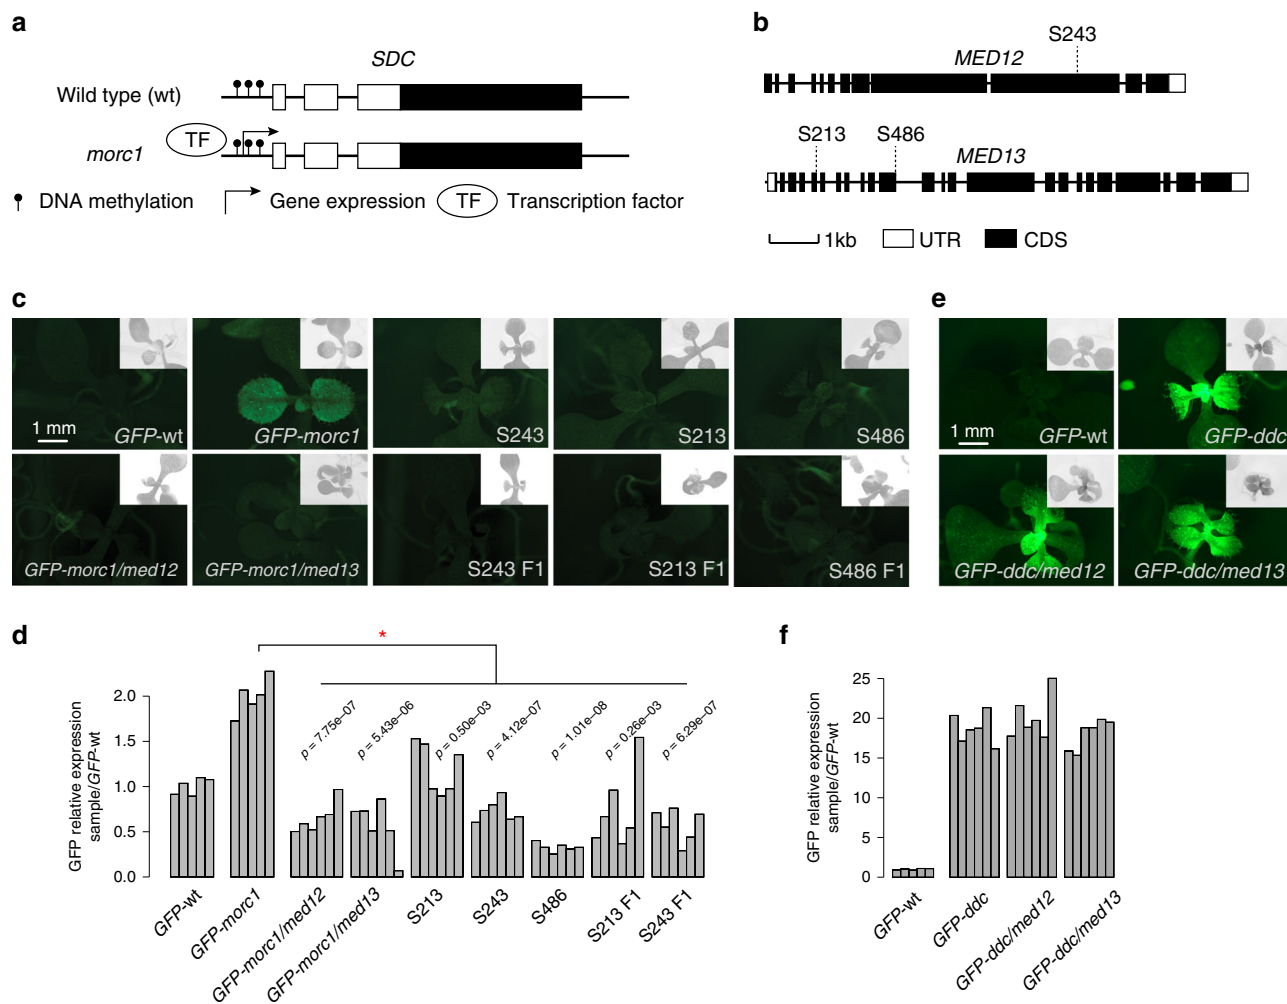 a
SDC
Wild type (wt)
TF
morc1
DNA methylation
Gene expression
TF
Transcription factor
b
S243
MED12
S213
S486
MED13
1kb
UTR
CDS
c
1 mm
GFP-wt
GFP-morc1
S243
S213
S486
GFP-morc1/med12
GFP-morc1/med13
S243 F1
S213 F1
S486 F1
e
1 mm
GFP-wt
GFP-ddc
GFP-ddc/med12
GFP-ddc/med13
d
*
GFP relative expression
sample/GFP-wt
2.0
1.5
1.0
0.5
0.0
p = 7.75e–07
p = 5.43e–06
p = 0.50e–03
p = 4.12e–07
p = 1.01e–08
p = 0.26e–03
p = 6.29e–07
GFP-wt
GFP-morc1
GFP-morc1/med12
GFP-morc1/med13
S213
S243
S486
S213 F1
S243 F1
f
GFP relative expression
sample/GFP-wt
25
20
15
10
5
0
GFP-wt
GFP-ddc
GFP-ddc/med12
GFP-ddc/med13